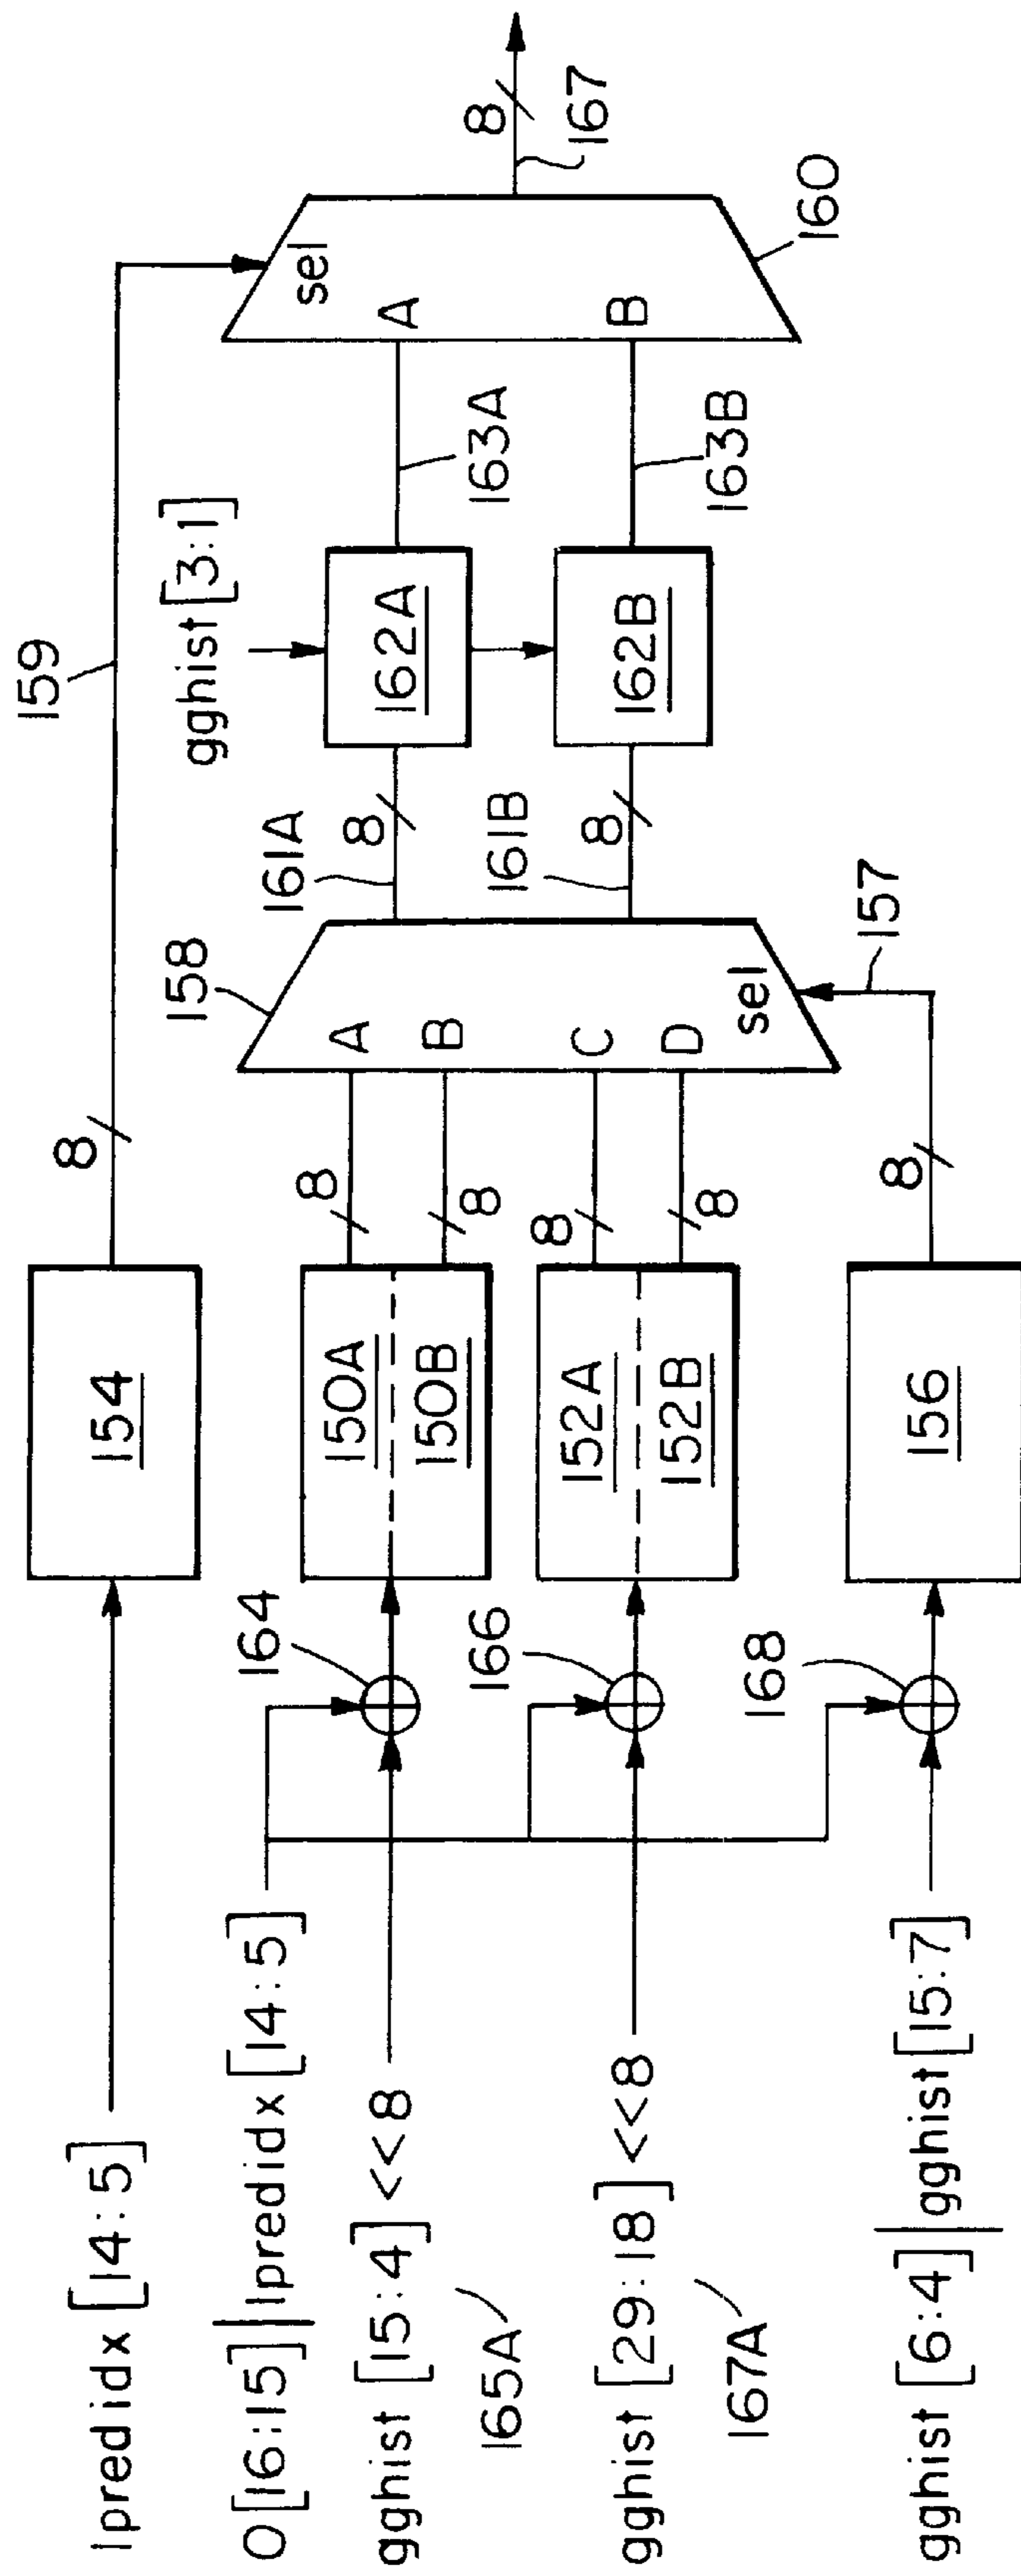 lpredidx [14:5]
154
8
159
O[16:15]|lpredidx [14:5]
gghist [15:4] <<8
165A
164
150A
150B
8
8
gghist [29:18] <<8
167A
166
152A
152B
8
8
gghist [6:4]|gghist [15:7]
168
156
8
157
158
A
B
C
D
sel
161A
8
161B
8
gghist [3:1]
162A
162B
163A
163B
sel
A
B
160
8
167